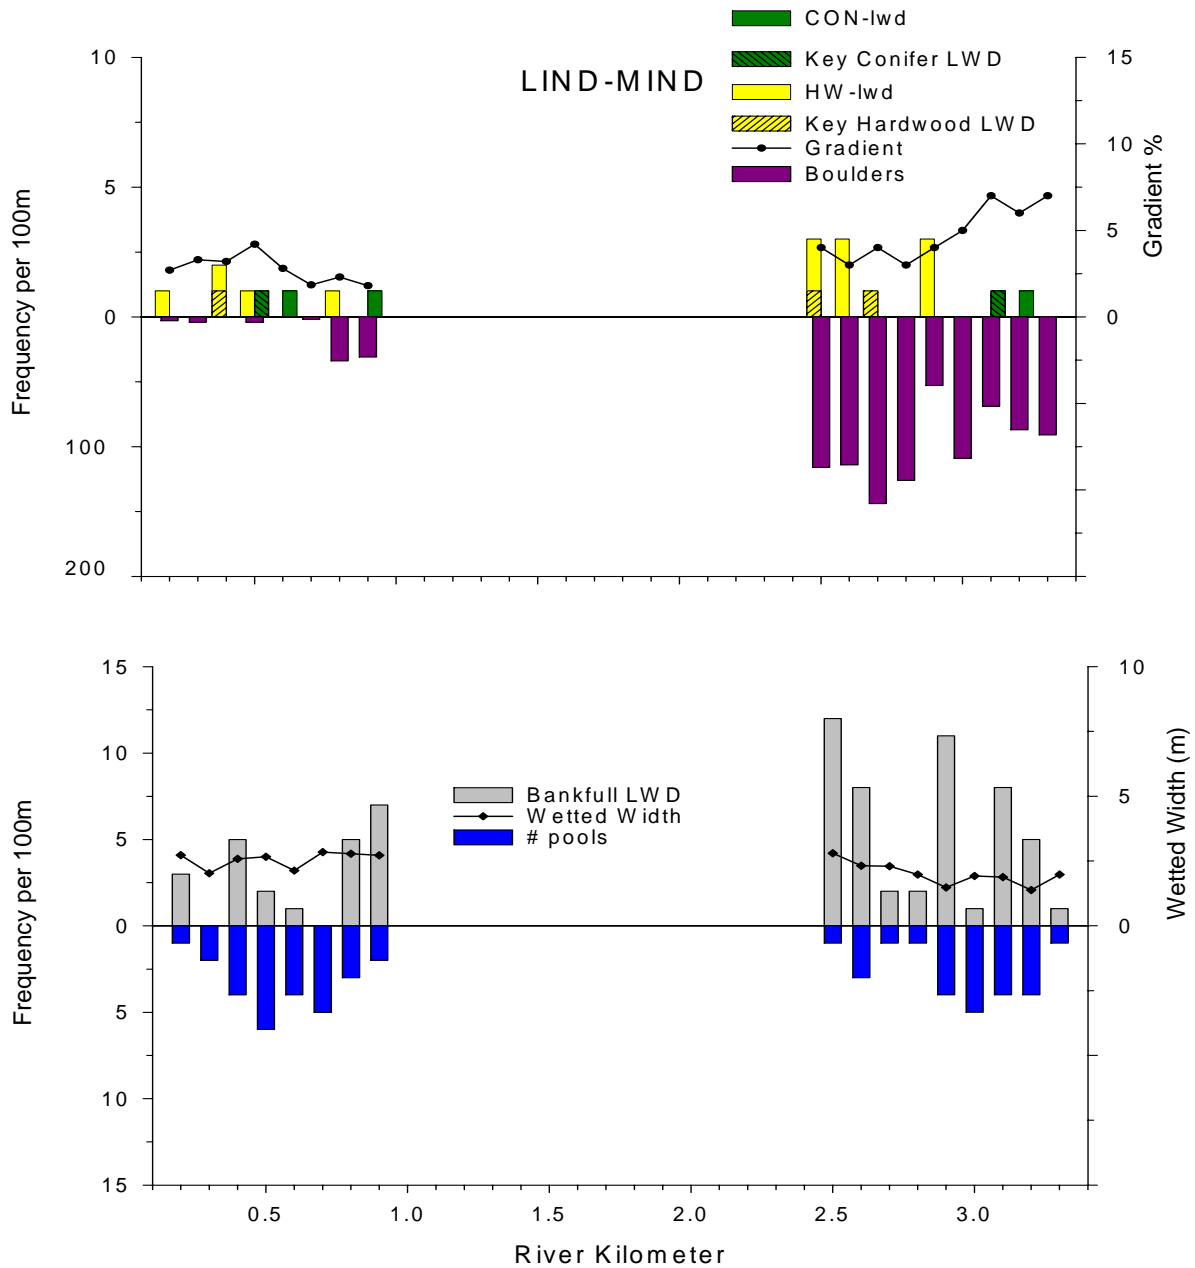 LIND-MIND
CON-lwd
Key Conifer LWD
HW-lwd
Key Hardwood LWD
Gradient
Boulders
10
5
0
100
200
Frequency per 100m
15
10
5
0
Gradient %
15
10
5
0
5
10
15
Frequency per 100m
Bankfull LWD
Wetted Width
# pools
10
5
0
Wetted Width (m)
0.5
1.0
1.5
2.0
2.5
3.0
River Kilometer